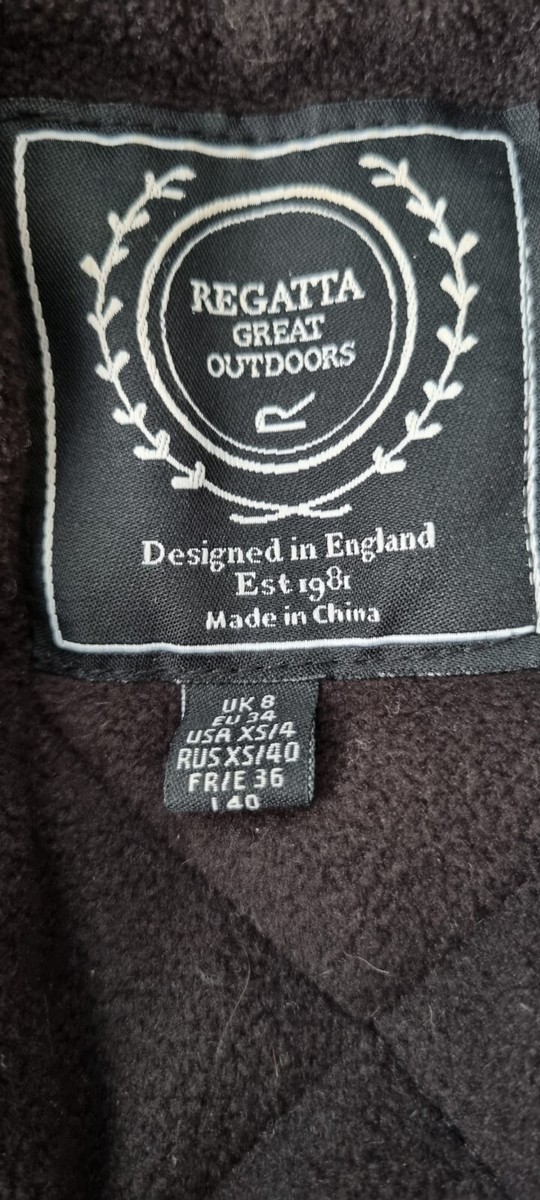 REGATTA
GREAT
OUTDOORS
R
Designed in England
Est 1981
Made in China
UK 8
EU 34
USA XS/4
RUS XS/40
FR/E 36
I 40